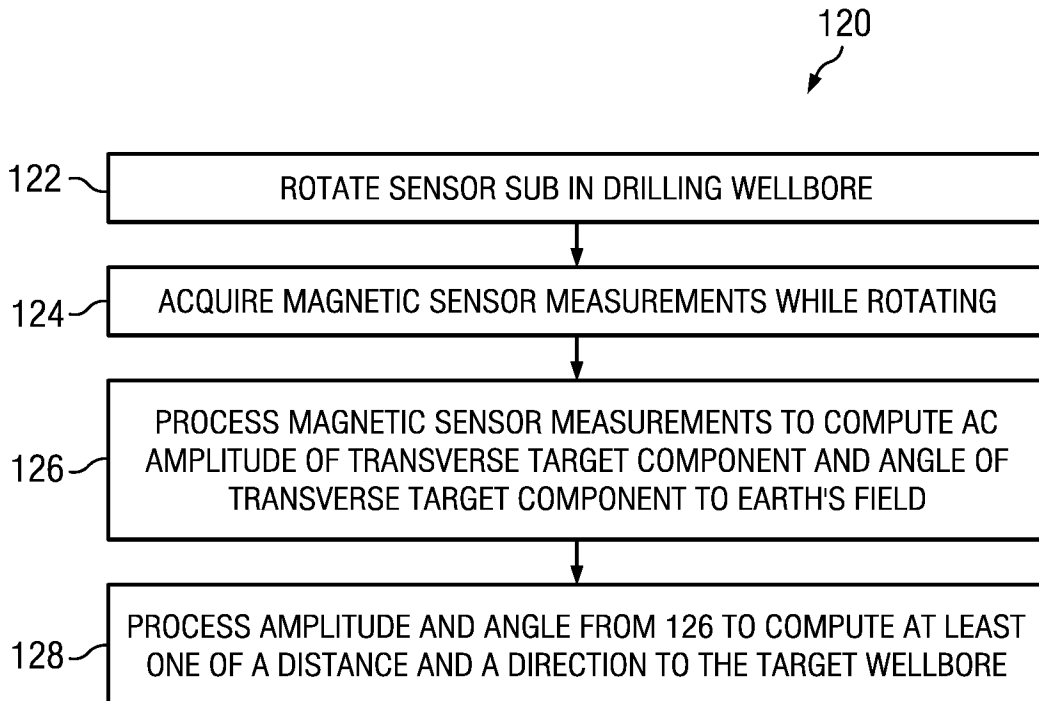 120
122
ROTATE SENSOR SUB IN DRILLING WELLBORE
124
ACQUIRE MAGNETIC SENSOR MEASUREMENTS WHILE ROTATING
126
PROCESS MAGNETIC SENSOR MEASUREMENTS TO COMPUTE AC
AMPLITUDE OF TRANSVERSE TARGET COMPONENT AND ANGLE OF
TRANSVERSE TARGET COMPONENT TO EARTH'S FIELD
128
PROCESS AMPLITUDE AND ANGLE FROM 126 TO COMPUTE AT LEAST
ONE OF A DISTANCE AND A DIRECTION TO THE TARGET WELLBORE